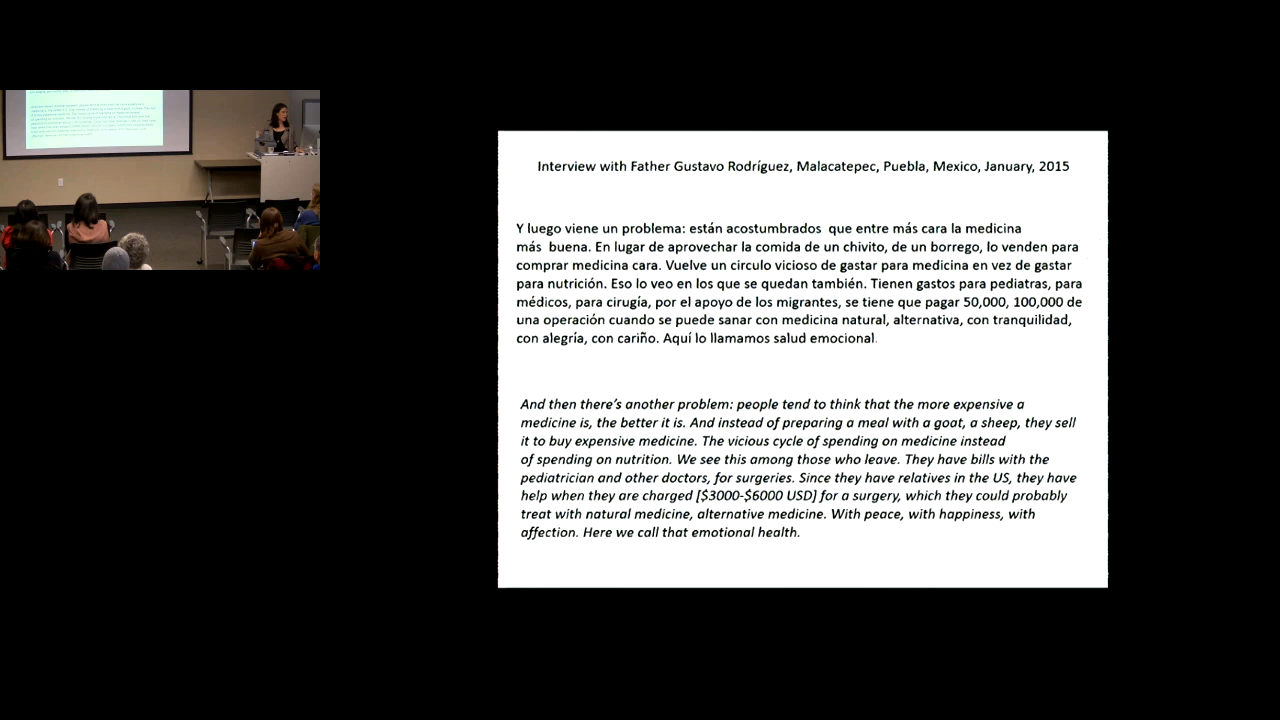 Interview with Father Gustavo Rodríguez, Malacatepec, Puebla, Mexico, January, 2015
Y luego viene un problema: están acostumbrados que entre más cara la medicina
más buena. En lugar de aprovechar la comida de un chivito, de un borrego, lo venden para
comprar medicina cara. Vuelve un circulo vicioso de gastar para medicina en vez de gastar
para nutrición. Eso lo veo en los que se quedan también. Tienen gastos para pediatras, para
médicos, para cirugía, por el apoyo de los migrantes, se tiene que pagar 50,000, 100,000 de
una operación cuando se puede sanar con medicina natural, alternativa, con tranquilidad,
con alegría, con cariño. Aquí lo llamamos salud emocional.
And then there's another problem: people tend to think that the more expensive a
medicine is, the better it is. And instead of preparing a meal with a goat, a sheep, they sell
it to buy expensive medicine. The vicious cycle of spending on medicine instead
of spending on nutrition. We see this among those who leave. They have bills with the
pediatrician and other doctors, for surgeries. Since they have relatives in the US, they have
help when they are charged [$3000-$6000 USD] for a surgery, which they could probably
treat with natural medicine, alternative medicine. With peace, with happiness, with
affection. Here we call that emotional health.